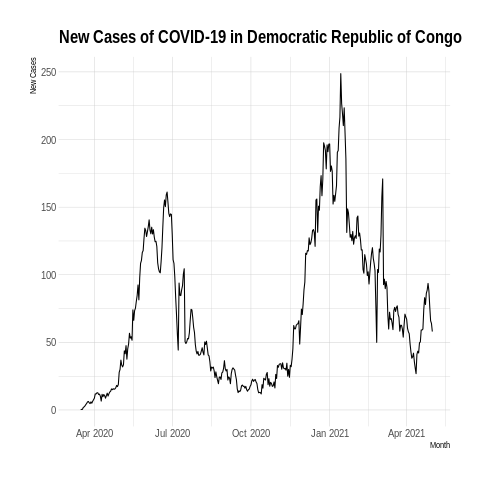 New Cases of COVID-19 in Democratic Republic of Congo
New Cases
250
200
150
100
50
0
Apr 2020 Jul 2020 Oct 2020 Jan 2021 Apr 2021
Month